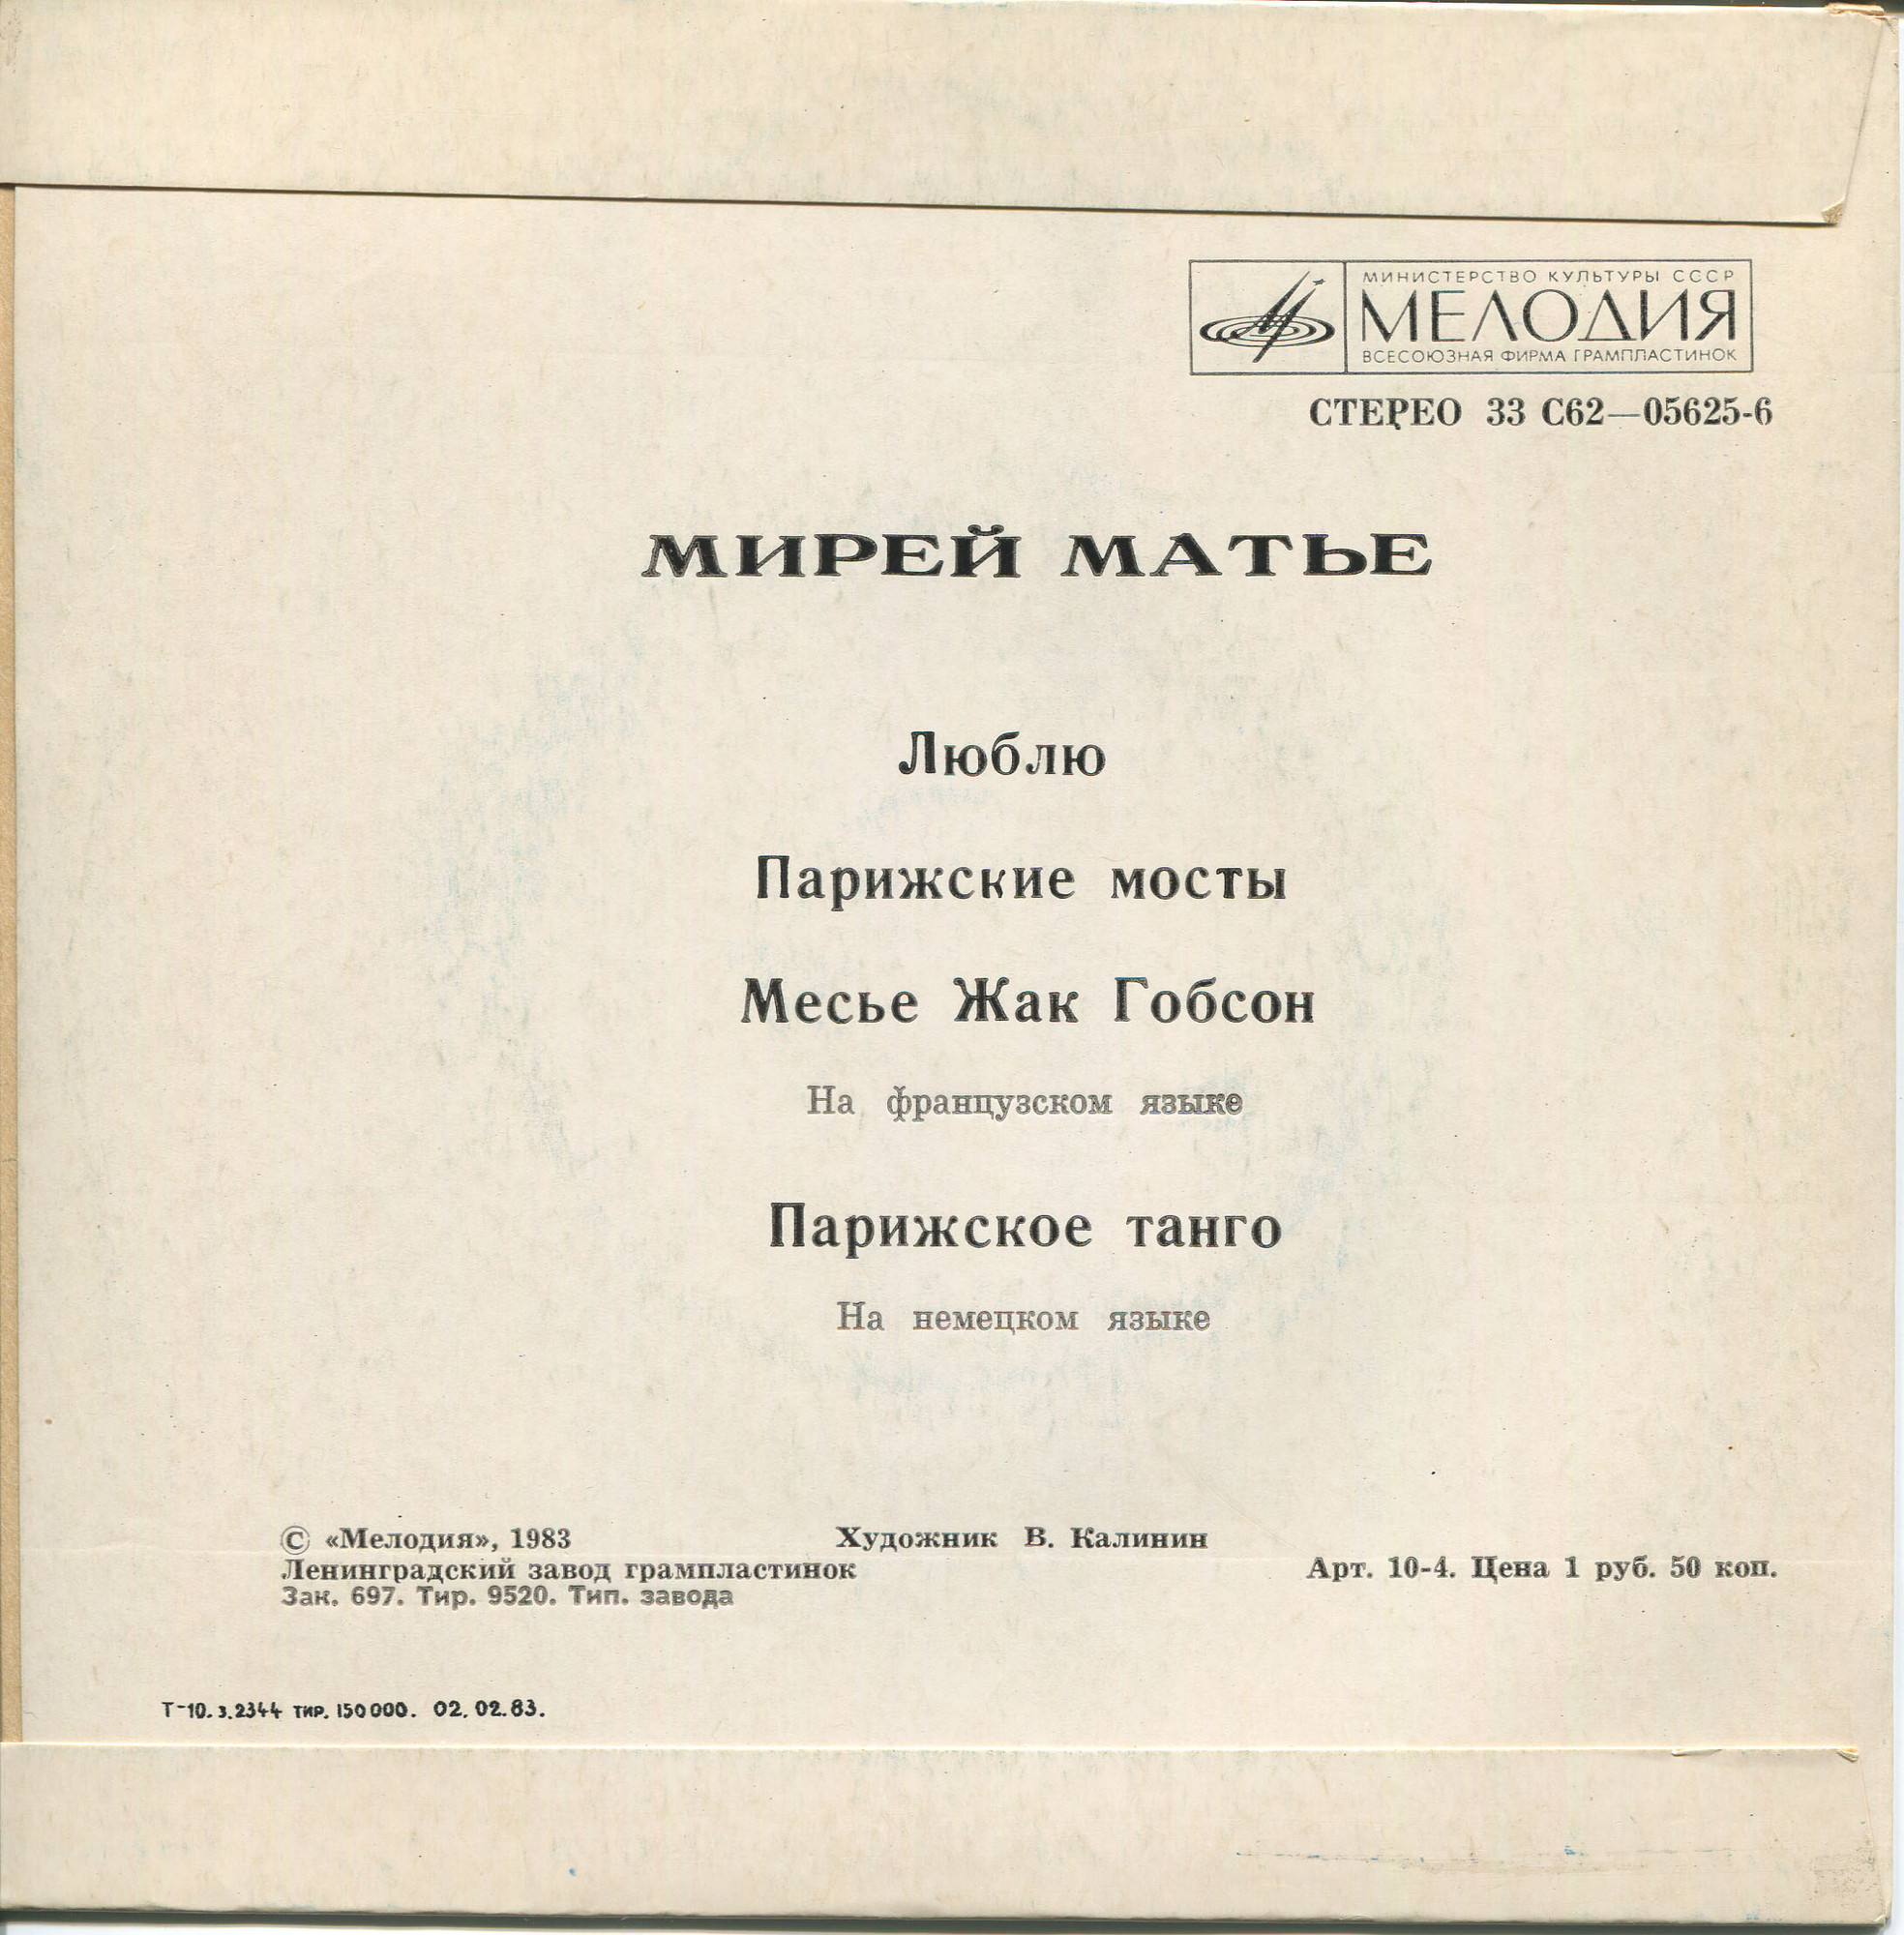 МИНИСТЕРСТВО КУЛЬТУРЫ СССР
МЕЛОДИЯ
ВСЕСОЮЗНАЯ ФИРМА ГРАМПЛАСТИНОК
СТЕРЕО 33 С62—05625-6
МИРЕЙ МАТЬЕ
Люблю
Парижские мосты
Месье Жак Гобсон
На французском языке
Парижское танго
На немецком языке
© «Мелодия», 1983
Художник В. Калинин
Ленинградский завод грампластинок
Арт. 10-4. Цена 1 руб. 50 коп.
Зак. 697. Тир. 9520. Тип. завода
Т-10. з.2344 тир. 150000. 02.02.83.